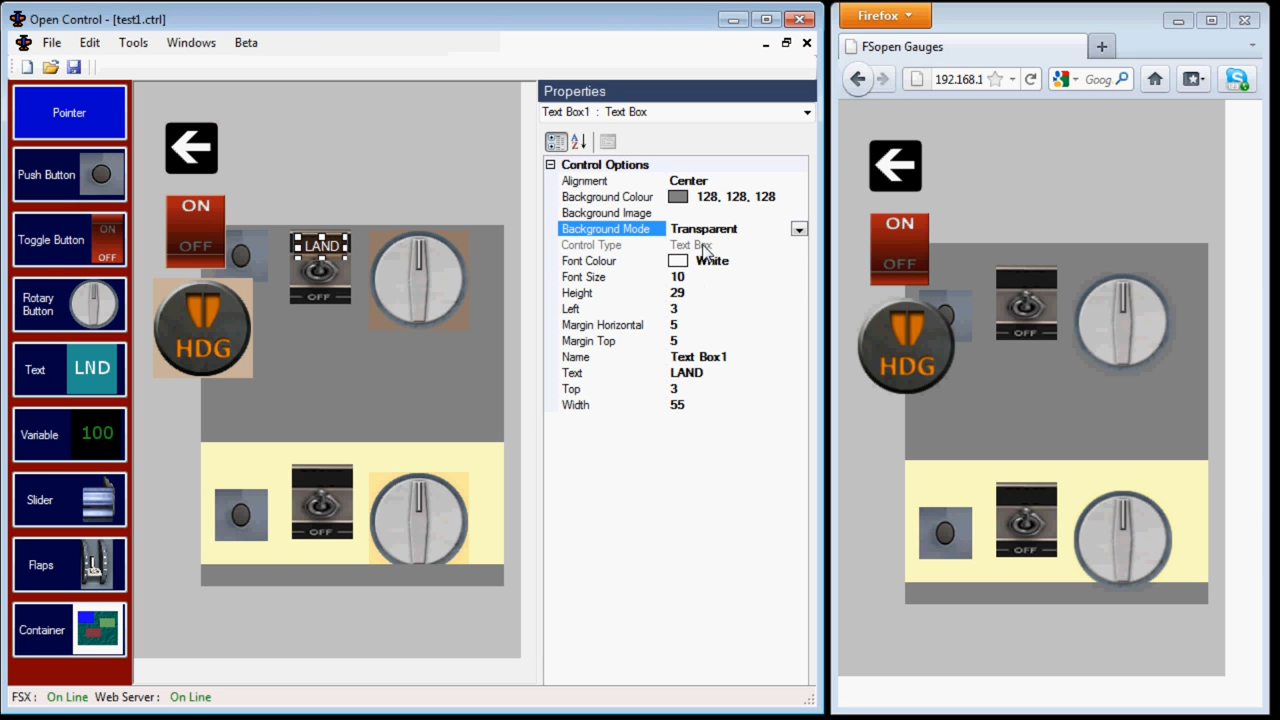 Open Control - [test1.ctrl]
File Edit Tools Windows Beta
Pointer
Push Button
Toggle Button
ON
OFF
Rotary
Button
Text LND
Variable 100
Slider
Flaps
Container
ON
OFF
LAND
OFF
HDG
OFF
Properties
Text Box1 : Text Box
Control Options
Alignment Center
Background Colour 128, 128, 128
Background Image
Background Mode Transparent
Control Type Text Box
Font Colour White
Font Size 10
Height 29
Left 3
Margin Horizontal 5
Margin Top 5
Name Text Box1
Text LAND
Top 3
Width 55
FSX : On Line Web Server : On Line
Firefox
FSopen Gauges
192.168.1
Goog
ON
OFF
OFF
HDG
OFF